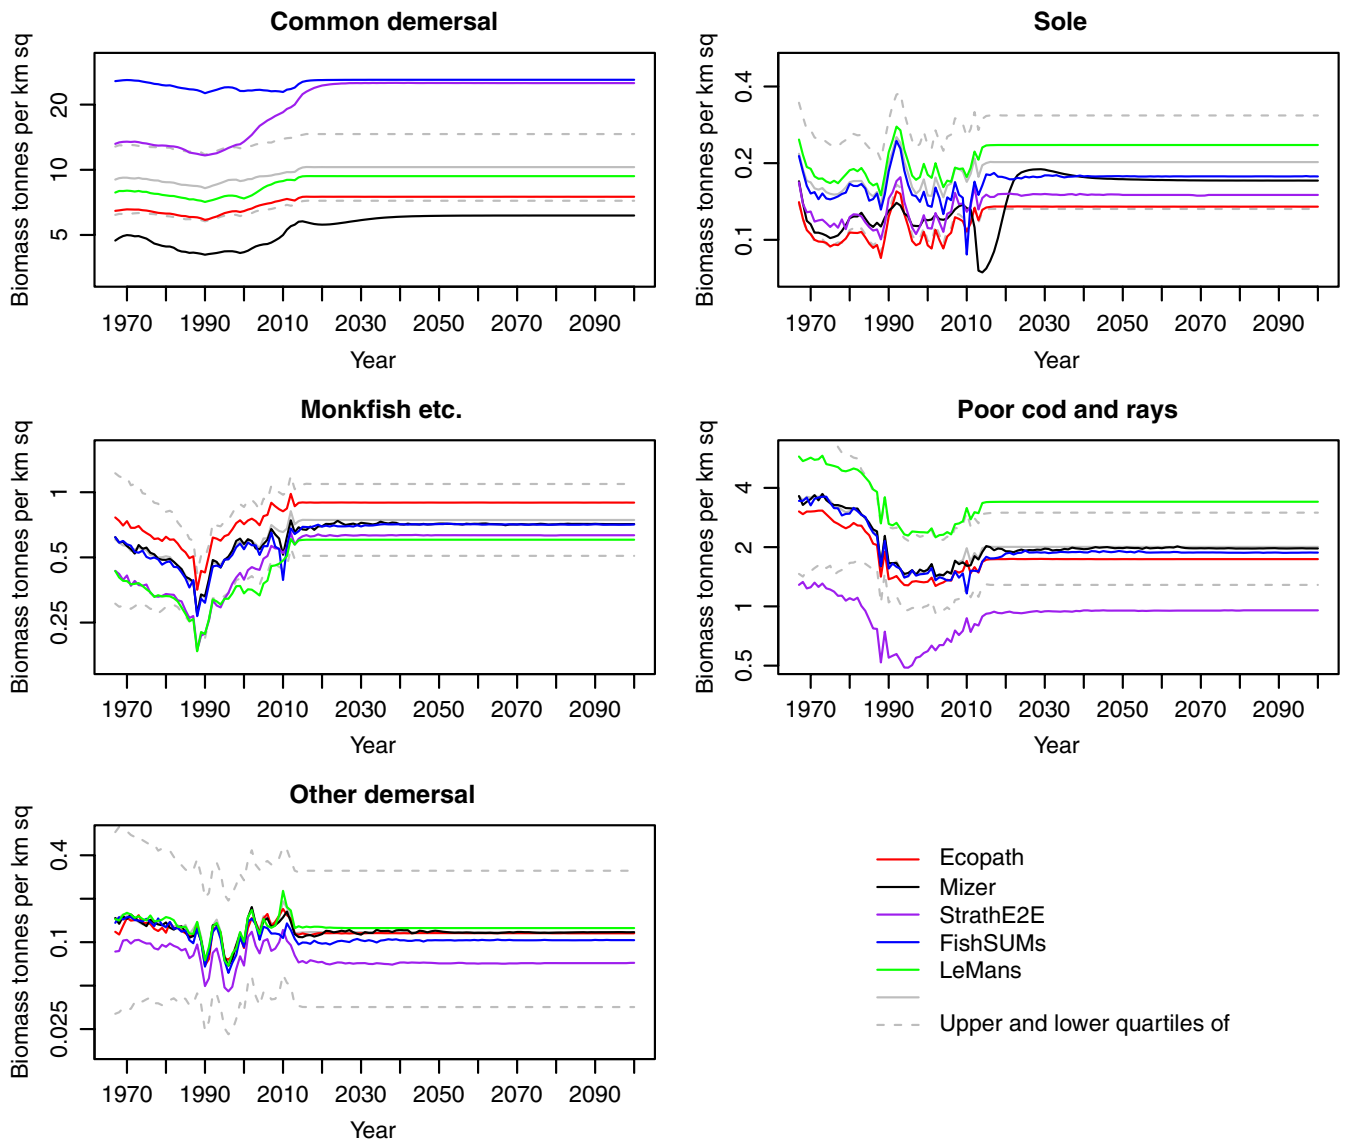 Common demersal
Biomass tonnes per km sq
20
10
5
1970 1990 2010 2030 2050 2070 2090
Year
Sole
Biomass tonnes per km sq
0.4
0.2
0.1
1970 1990 2010 2030 2050 2070 2090
Year
Monkfish etc.
Biomass tonnes per km sq
1
0.5
0.25
1970 1990 2010 2030 2050 2070 2090
Year
Poor cod and rays
Biomass tonnes per km sq
4
2
1
0.5
1970 1990 2010 2030 2050 2070 2090
Year
Other demersal
Biomass tonnes per km sq
0.4
0.1
0.025
1970 1990 2010 2030 2050 2070 2090
Year
Ecopath
Mizer
StrathE2E
FishSUMs
LeMans
Upper and lower quartiles of